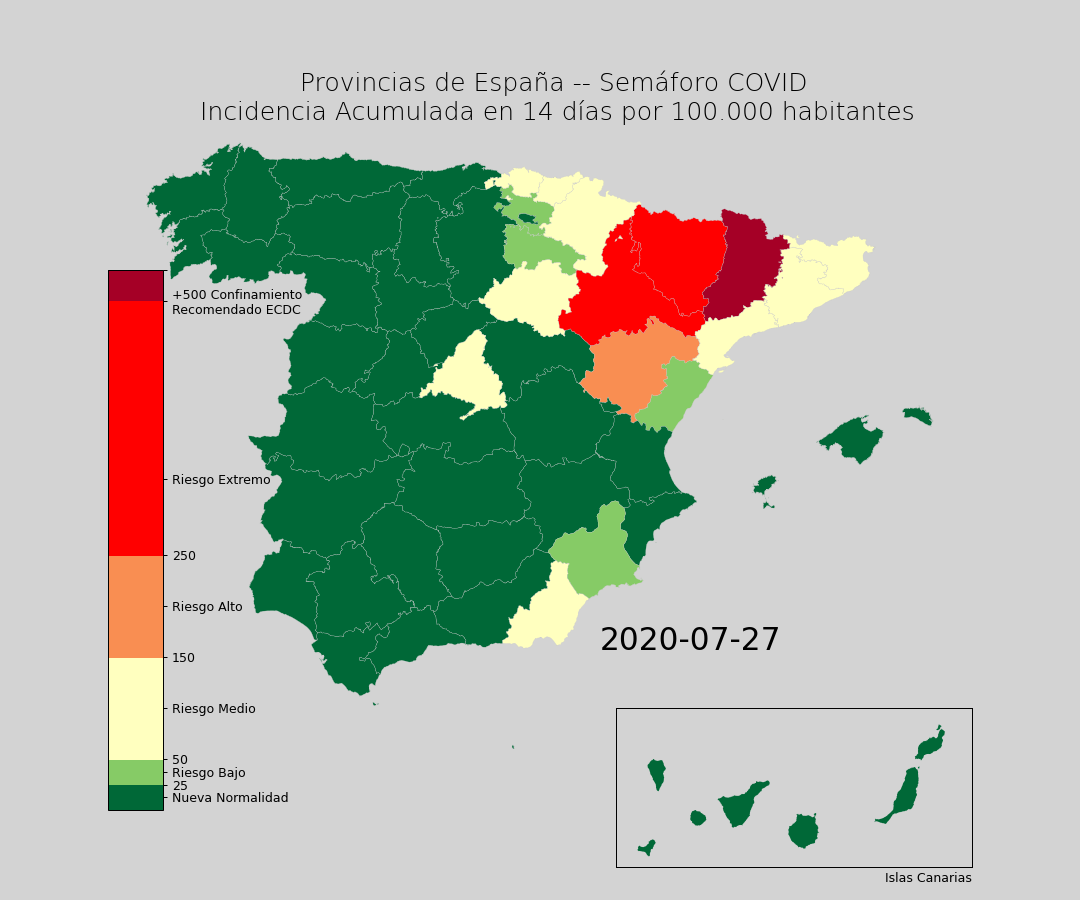 Provincias de España -- Semáforo COVID
Incidencia Acumulada en 14 días por 100.000 habitantes
+500 Confinamiento
Recomendado ECDC
Riesgo Extremo
250
Riesgo Alto
150
Riesgo Medio
50
Riesgo Bajo
25
Nueva Normalidad
2020-07-27
Islas Canarias